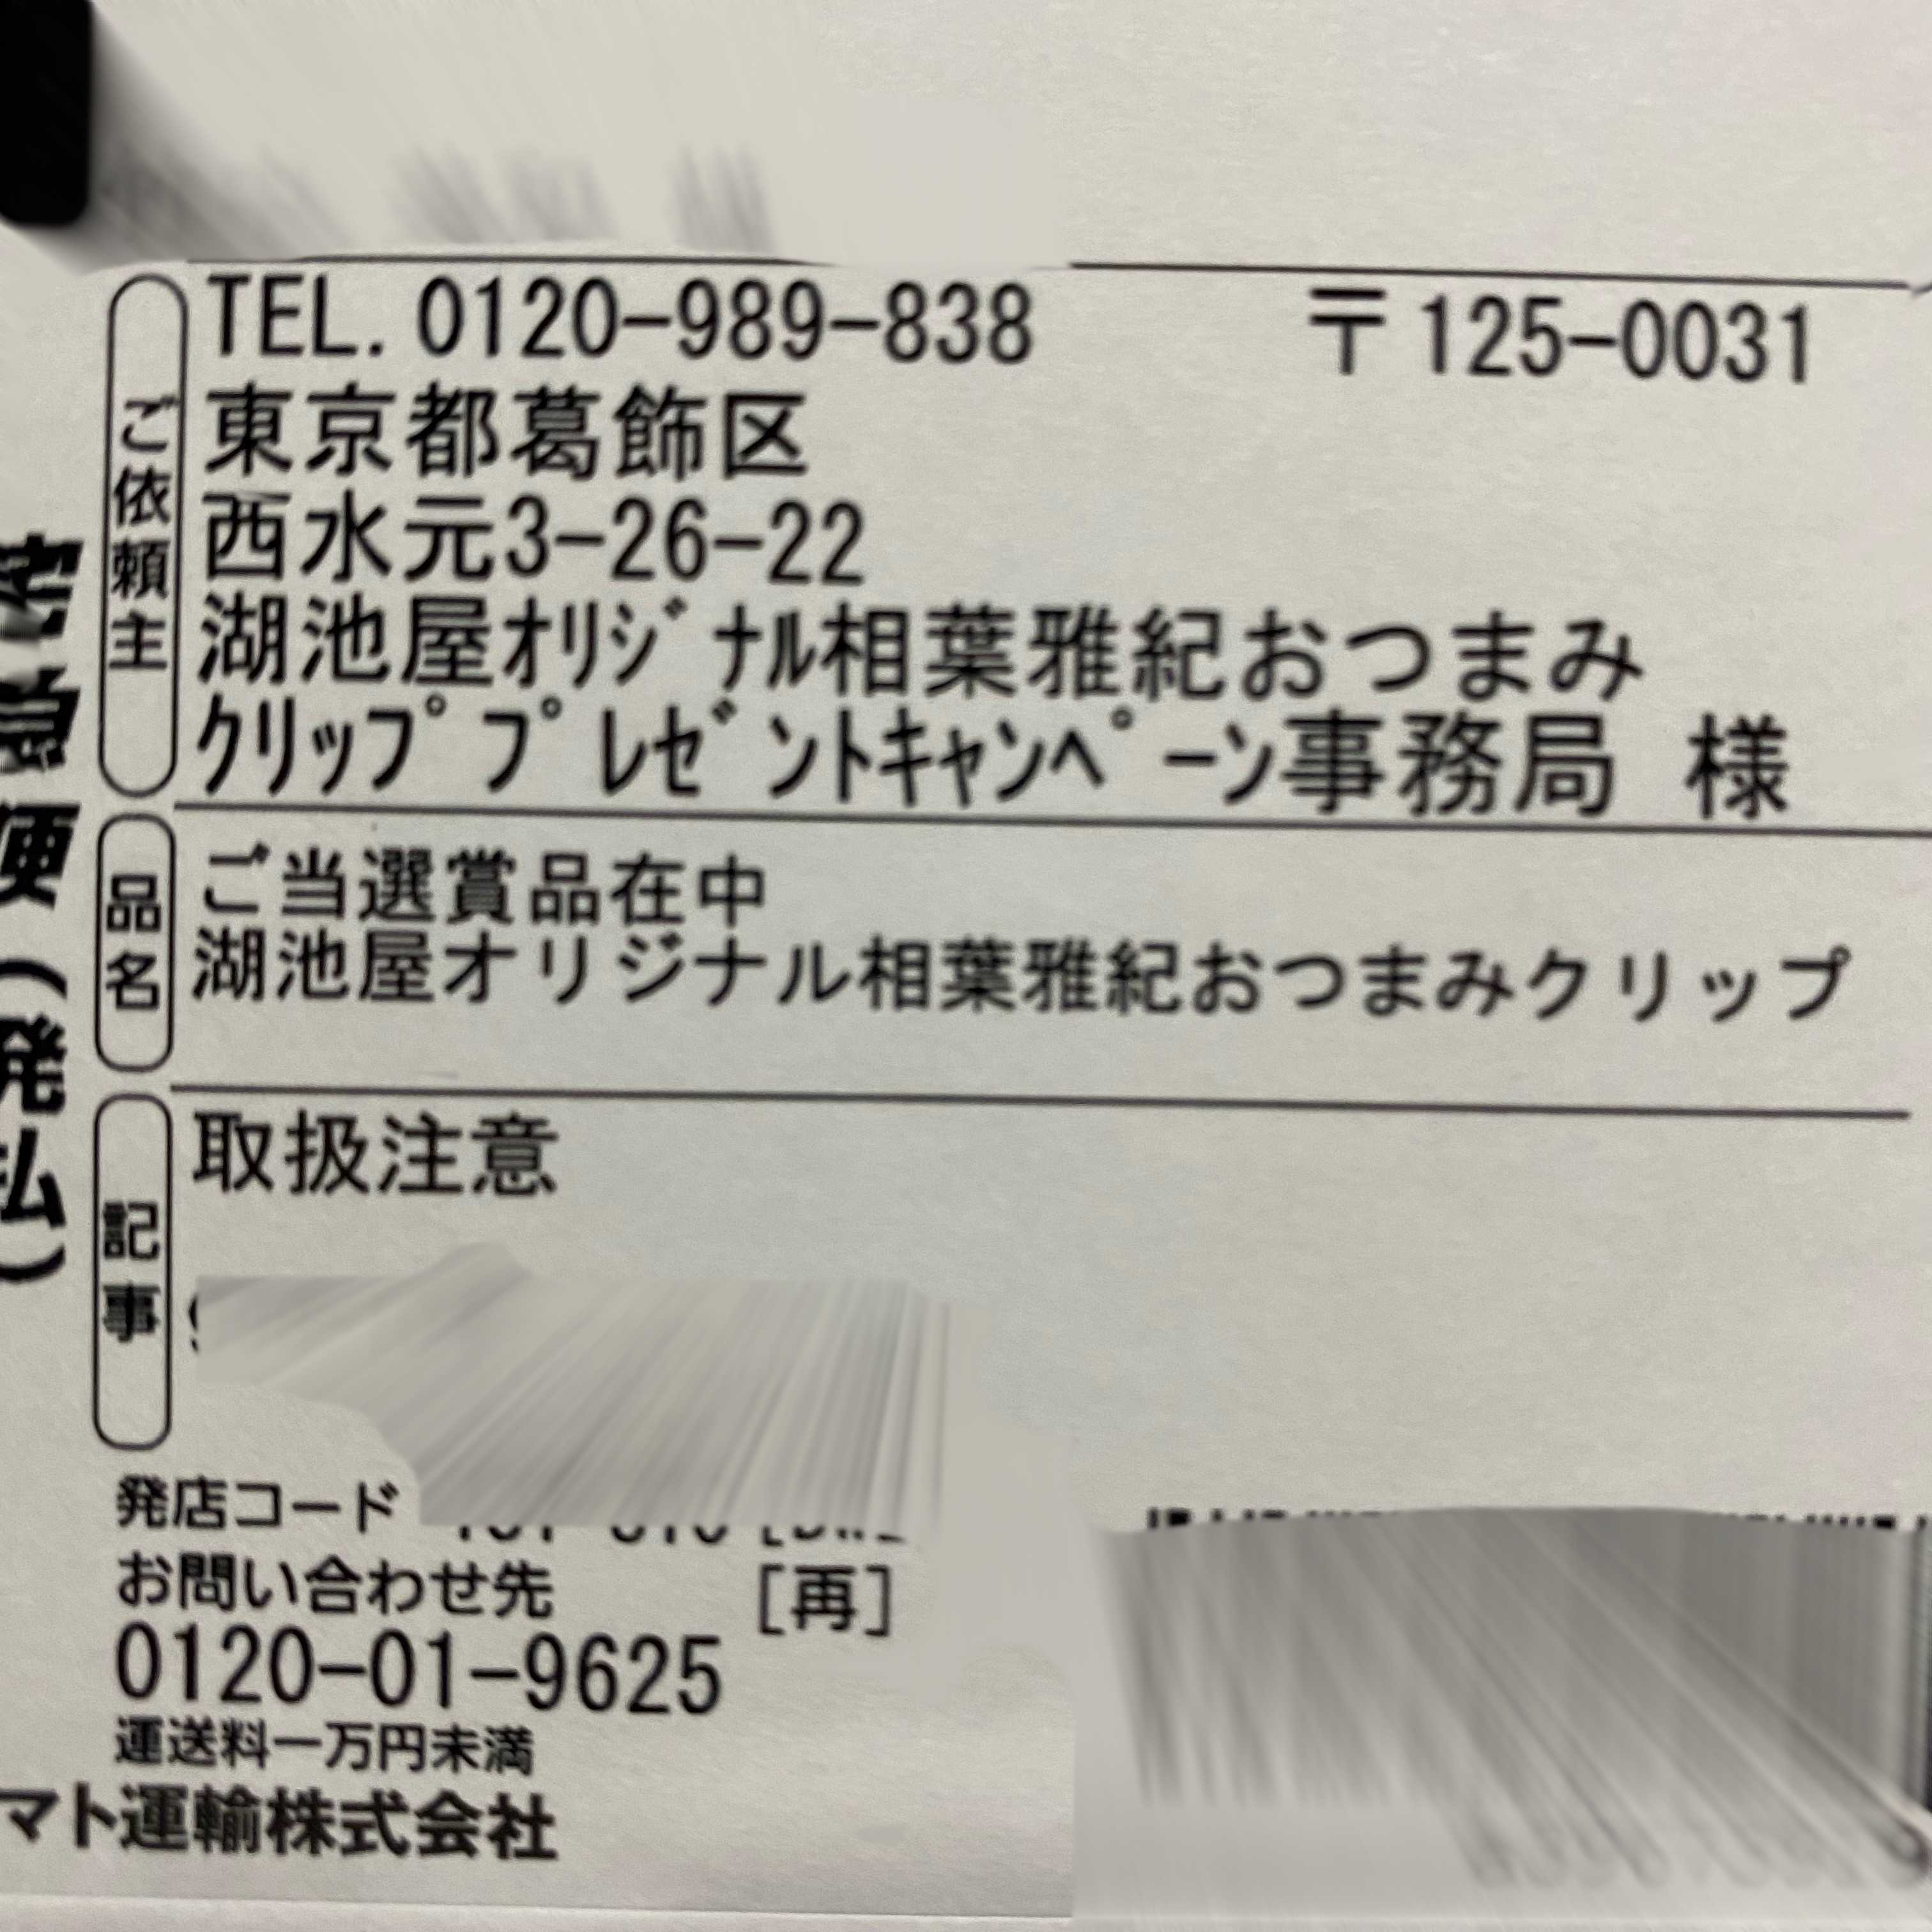 ご依頼主
TEL. 0120-989-838 〒125-0031
東京都葛飾区
西水元3-26-22
湖池屋ｵﾘｼﾞﾅﾙ相葉雅紀おつまみ
ｸﾘｯﾌﾟﾌﾟﾚｾﾞﾝﾄｷｬﾝﾍﾟｰﾝ事務局 様
品名
ご当選賞品在中
湖池屋オリジナル相葉雅紀おつまみクリップ
記事
取扱注意
発店コード
お問い合わせ先 [再]
0120-01-9625
運送料一万円未満
マト運輸株式会社
急便(発払)